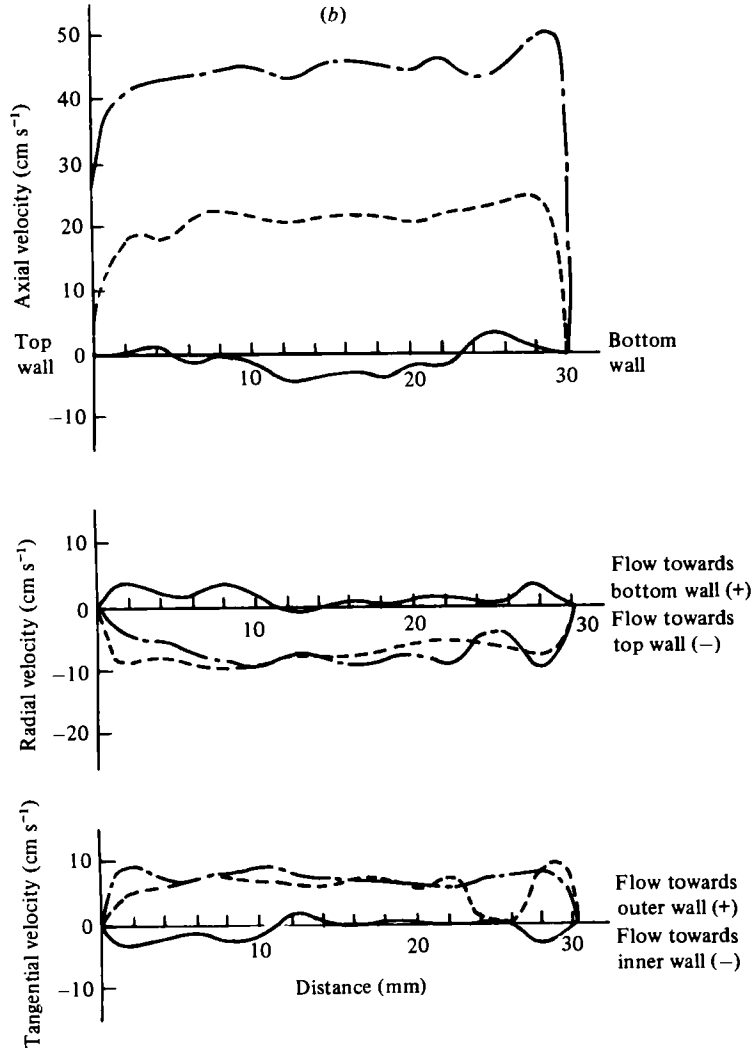 (b)
50
40
30
20
10
0
−10
Axial velocity (cm s⁻¹)
Top
wall
10
20
30
Bottom
wall
10
0
−10
−20
Radial velocity (cm s⁻¹)
10
20
30
Flow towards
bottom wall (+)
Flow towards
top wall (−)
10
0
−10
Tangential velocity (cm s⁻¹)
10
20
30
Distance (mm)
Flow towards
outer wall (+)
Flow towards
inner wall (−)